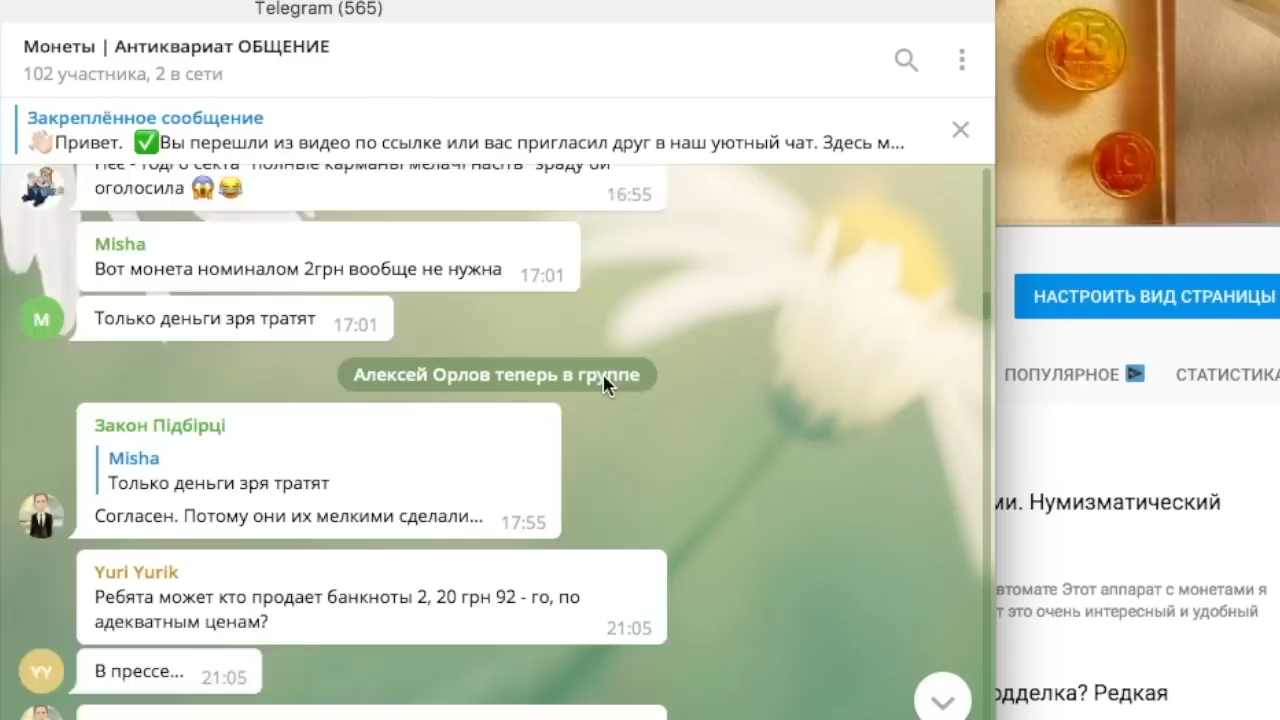 Telegram (565)
Монеты | Антиквариат ОБЩЕНИЕ
102 участника, 2 в сети
Закреплённое сообщение
👋🏻Привет. ✅Вы перешли из видео по ссылке или вас пригласил друг в наш уютный чат. Здесь м...
оголосила 😱😂
16:55
Misha
Вот монета номиналом 2грн вообще не нужна 17:01
M
Только деньги зря тратят 17:01
Алексей Орлов теперь в группе
Закон Підбірці
Misha
Только деньги зря тратят
Согласен. Потому они их мелкими сделали... 17:55
Yuri Yurik
Ребята может кто продает банкноты 2, 20 грн 92 - го, по
адекватным ценам?
21:05
YY
В прессе... 21:05
25
10
НАСТРОИТЬ ВИД СТРАНИЦЫ
ПОПУЛЯРНОЕ СТАТИСТИКА
ми. Нумизматический
втомате Этот аппарат с монетами я
т это очень интересный и удобный
одделка? Редкая